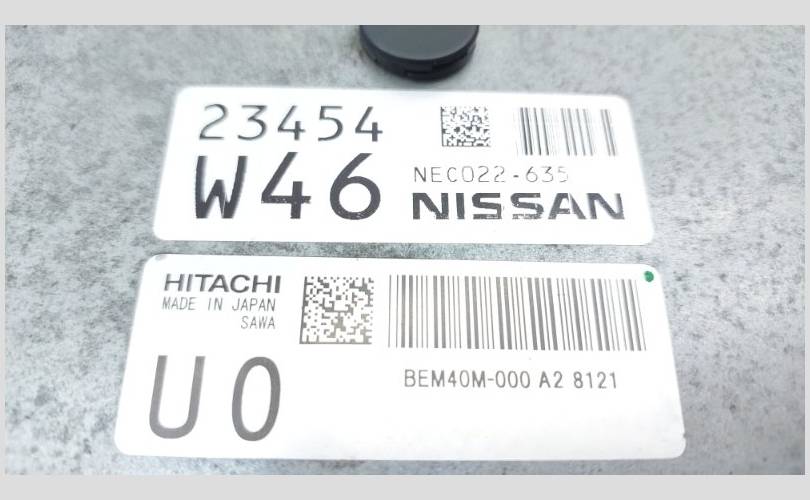 23454
W46
NEC022-635
NISSAN
HITACHI
MADE IN JAPAN
SAWA
U0
BEM40M-000 A2 8121